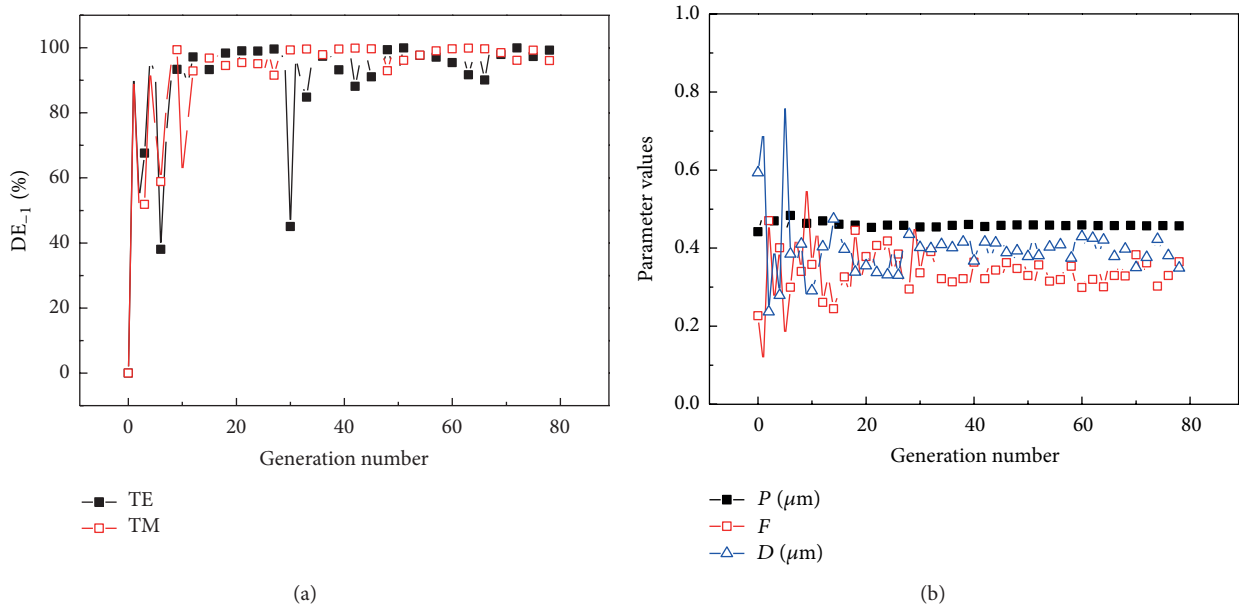 100
80
60
40
20
0
DE₋₁ (%)
0 20 40 60 80
Generation number
TE
TM
(a)
1.0
0.8
0.6
0.4
0.2
0.0
Parameter values
0 20 40 60 80
Generation number
P (μm)
F
D (μm)
(b)